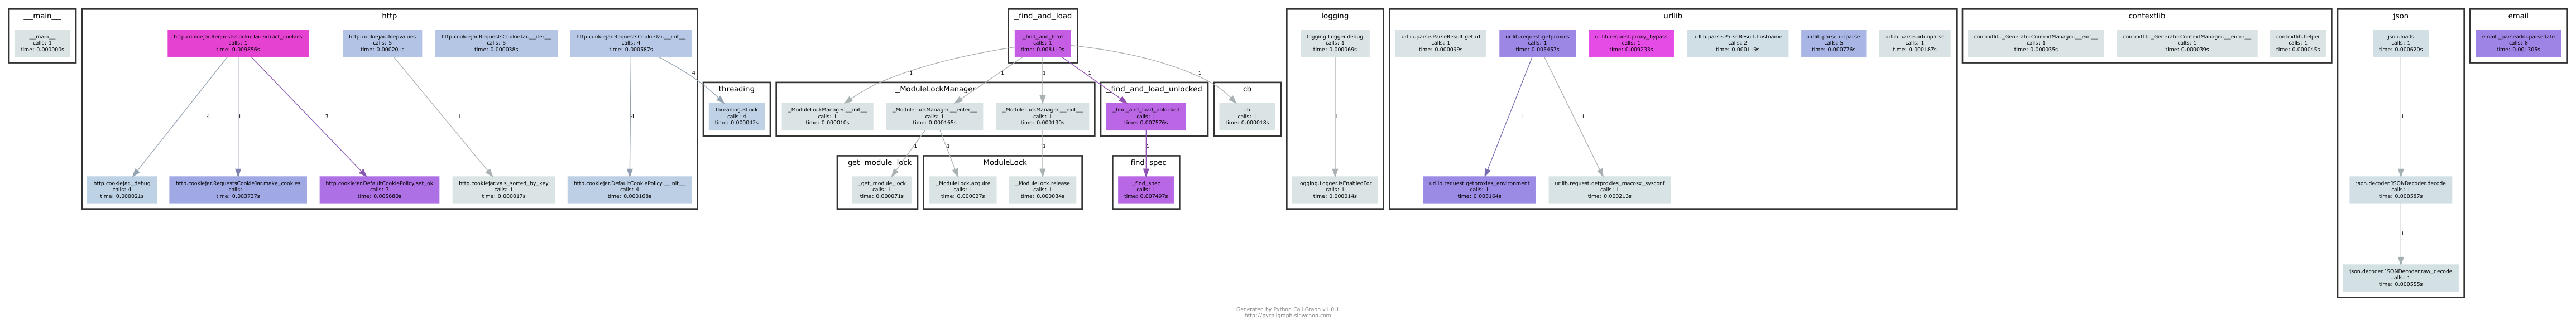 __main__
__main__
calls: 1
time: 0.000000s
http
http.cookiejar.RequestsCookieJar.extract_cookies
calls: 1
time: 0.009856s
http.cookiejar.deepvalues
calls: 5
time: 0.000201s
http.cookiejar.RequestsCookieJar.__iter__
calls: 5
time: 0.000038s
http.cookiejar.RequestsCookieJar.__init__
calls: 4
time: 0.000587s
4
1
3
1
4
4
http.cookiejar._debug
calls: 4
time: 0.000021s
http.cookiejar.RequestsCookieJar.make_cookies
calls: 1
time: 0.003737s
http.cookiejar.DefaultCookiePolicy.set_ok
calls: 3
time: 0.005680s
http.cookiejar.vals_sorted_by_key
calls: 1
time: 0.000017s
http.cookiejar.DefaultCookiePolicy.__init__
calls: 4
time: 0.000168s
threading
threading.RLock
calls: 4
time: 0.000042s
_find_and_load
_find_and_load
calls: 1
time: 0.008110s
1
1
1
1
1
_ModuleLockManager
_ModuleLockManager.__init__
calls: 1
time: 0.000010s
_ModuleLockManager.__enter__
calls: 1
time: 0.000165s
_ModuleLockManager.__exit__
calls: 1
time: 0.000130s
_find_and_load_unlocked
_find_and_load_unlocked
calls: 1
time: 0.007576s
cb
cb
calls: 1
time: 0.000018s
1
1
1
1
_get_module_lock
_get_module_lock
calls: 1
time: 0.000071s
_ModuleLock
_ModuleLock.acquire
calls: 1
time: 0.000027s
_ModuleLock.release
calls: 1
time: 0.000034s
_find_spec
_find_spec
calls: 1
time: 0.007497s
logging
logging.Logger.debug
calls: 1
time: 0.000069s
1
logging.Logger.isEnabledFor
calls: 1
time: 0.000014s
urllib
urllib.parse.ParseResult.geturl
calls: 1
time: 0.000099s
urllib.request.getproxies
calls: 1
time: 0.005453s
urllib.request.proxy_bypass
calls: 1
time: 0.009233s
urllib.parse.ParseResult.hostname
calls: 2
time: 0.000119s
urllib.parse.urlparse
calls: 5
time: 0.000776s
urllib.parse.urlunparse
calls: 1
time: 0.000187s
1
1
urllib.request.getproxies_environment
calls: 1
time: 0.005164s
urllib.request.getproxies_macosx_sysconf
calls: 1
time: 0.000213s
contextlib
contextlib._GeneratorContextManager.__exit__
calls: 1
time: 0.000035s
contextlib._GeneratorContextManager.__enter__
calls: 1
time: 0.000039s
contextlib.helper
calls: 1
time: 0.000045s
json
json.loads
calls: 1
time: 0.000620s
1
json.decoder.JSONDecoder.decode
calls: 1
time: 0.000587s
1
json.decoder.JSONDecoder.raw_decode
calls: 1
time: 0.000555s
email
email._parseaddr.parsedate
calls: 8
time: 0.001305s
Generated by Python Call Graph v1.0.1
http://pycallgraph.slowchop.com